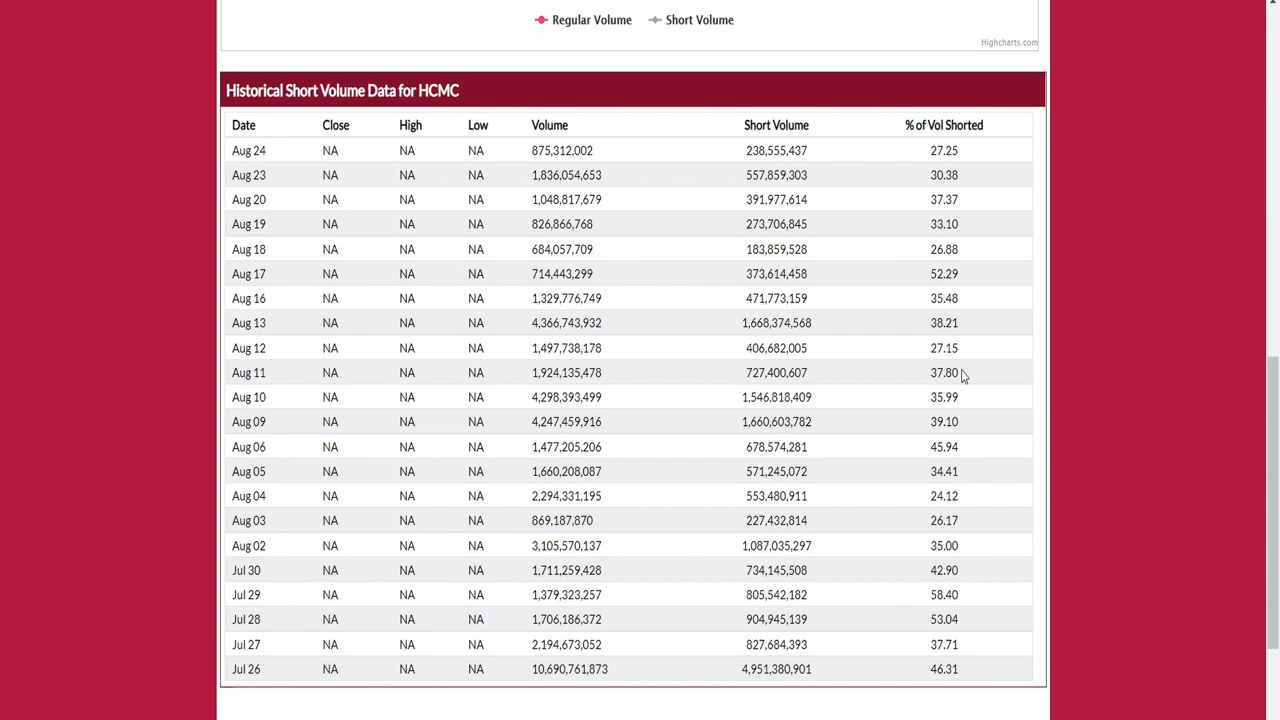 Regular Volume Short Volume
Highcharts.com
Historical Short Volume Data for HCMC
Date Close High Low Volume Short Volume % of Vol Shorted
Aug 24 NA NA NA 875,312,002 238,555,437 27.25
Aug 23 NA NA NA 1,836,054,653 557,859,303 30.38
Aug 20 NA NA NA 1,048,817,679 391,977,614 37.37
Aug 19 NA NA NA 826,866,768 273,706,845 33.10
Aug 18 NA NA NA 684,057,709 183,859,528 26.88
Aug 17 NA NA NA 714,443,299 373,614,458 52.29
Aug 16 NA NA NA 1,329,776,749 471,773,159 35.48
Aug 13 NA NA NA 4,366,743,932 1,668,374,568 38.21
Aug 12 NA NA NA 1,497,738,178 406,682,005 27.15
Aug 11 NA NA NA 1,924,135,478 727,400,607 37.80
Aug 10 NA NA NA 4,298,393,499 1,546,818,409 35.99
Aug 09 NA NA NA 4,247,459,916 1,660,603,782 39.10
Aug 06 NA NA NA 1,477,205,206 678,574,281 45.94
Aug 05 NA NA NA 1,660,208,087 571,245,072 34.41
Aug 04 NA NA NA 2,294,331,195 553,480,911 24.12
Aug 03 NA NA NA 869,187,870 227,432,814 26.17
Aug 02 NA NA NA 3,105,570,137 1,087,035,297 35.00
Jul 30 NA NA NA 1,711,259,428 734,145,508 42.90
Jul 29 NA NA NA 1,379,323,257 805,542,182 58.40
Jul 28 NA NA NA 1,706,186,372 904,945,139 53.04
Jul 27 NA NA NA 2,194,673,052 827,684,393 37.71
Jul 26 NA NA NA 10,690,761,873 4,951,380,901 46.31